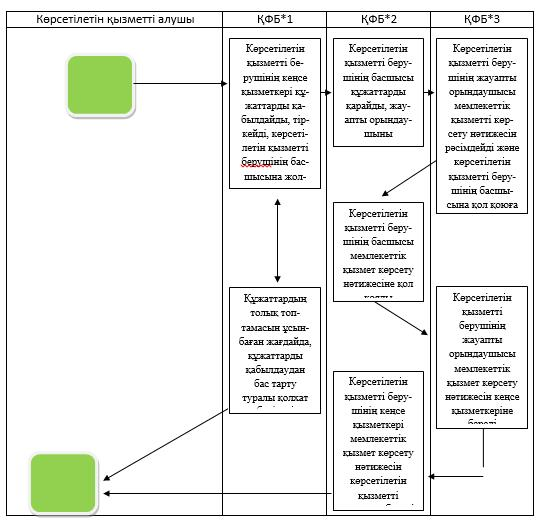 Көрсетілетін қызметті алушы
ҚФБ*1
ҚФБ*2
ҚФБ*3
Көрсетілетін
қызметті бе-
рушінің кеңсе
қызметкері құ-
жаттарды қа-
былдайды, тір-
кейді, көрсеті-
летін қызметті
берушінің бас-
шысына жол-
Көрсетілетін
қызметті беру-
шінің басшысы
құжаттарды
қарайды, жау-
апты орындау-
шыны
Көрсетілетін
қызметті беру-
шінің жауапты
орындаушысы
мемлекеттік
қызметті көр-
сету нәтижесін
рәсімдейді және
көрсетілетін
қызметті беру-
шінің басшы-
сына қол қоюға
Көрсетілетін
қызметті беру-
шінің басшысы
мемлекеттік
қызмет көрсету
нәтижесіне қол
Құжаттардың
толық топ-
тамасын ұсын-
баған жағдайда,
құжаттарды
қабылдаудан
бас тарту
туралы қолхат
Көрсетілетін
қызметті
берушінің
жауапты
орындаушысы
мемлекеттік
қызмет көрсету
нәтижесін кеңсе
қызметкеріне
Көрсетілетін
қызметті беру-
шінің кеңсе
қызметкері
мемлекеттік
қызмет көрсету
нәтижесін
көрсетілетін
қызметті